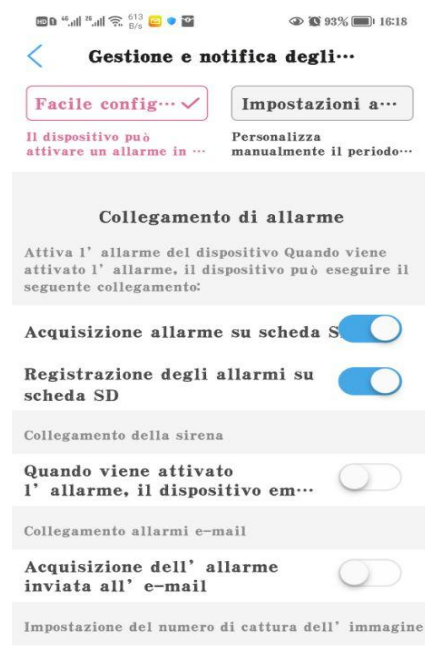 613
B/s
93%
16:18
Gestione e notifica degli···
Facile config···
Impostazioni a···
Il dispositivo può
attivare un allarme in ···
Personalizza
manualmente il periodo···
Collegamento di allarme
Attiva l'allarme del dispositivo Quando viene
attivato l'allarme, il dispositivo può eseguire il
seguente collegamento:
Acquisizione allarme su scheda S
Registrazione degli allarmi su
scheda SD
Collegamento della sirena
Quando viene attivato
l'allarme, il dispositivo em···
Collegamento allarmi e-mail
Acquisizione dell'allarme
inviata all'e-mail
Impostazione del numero di cattura dell'immagine